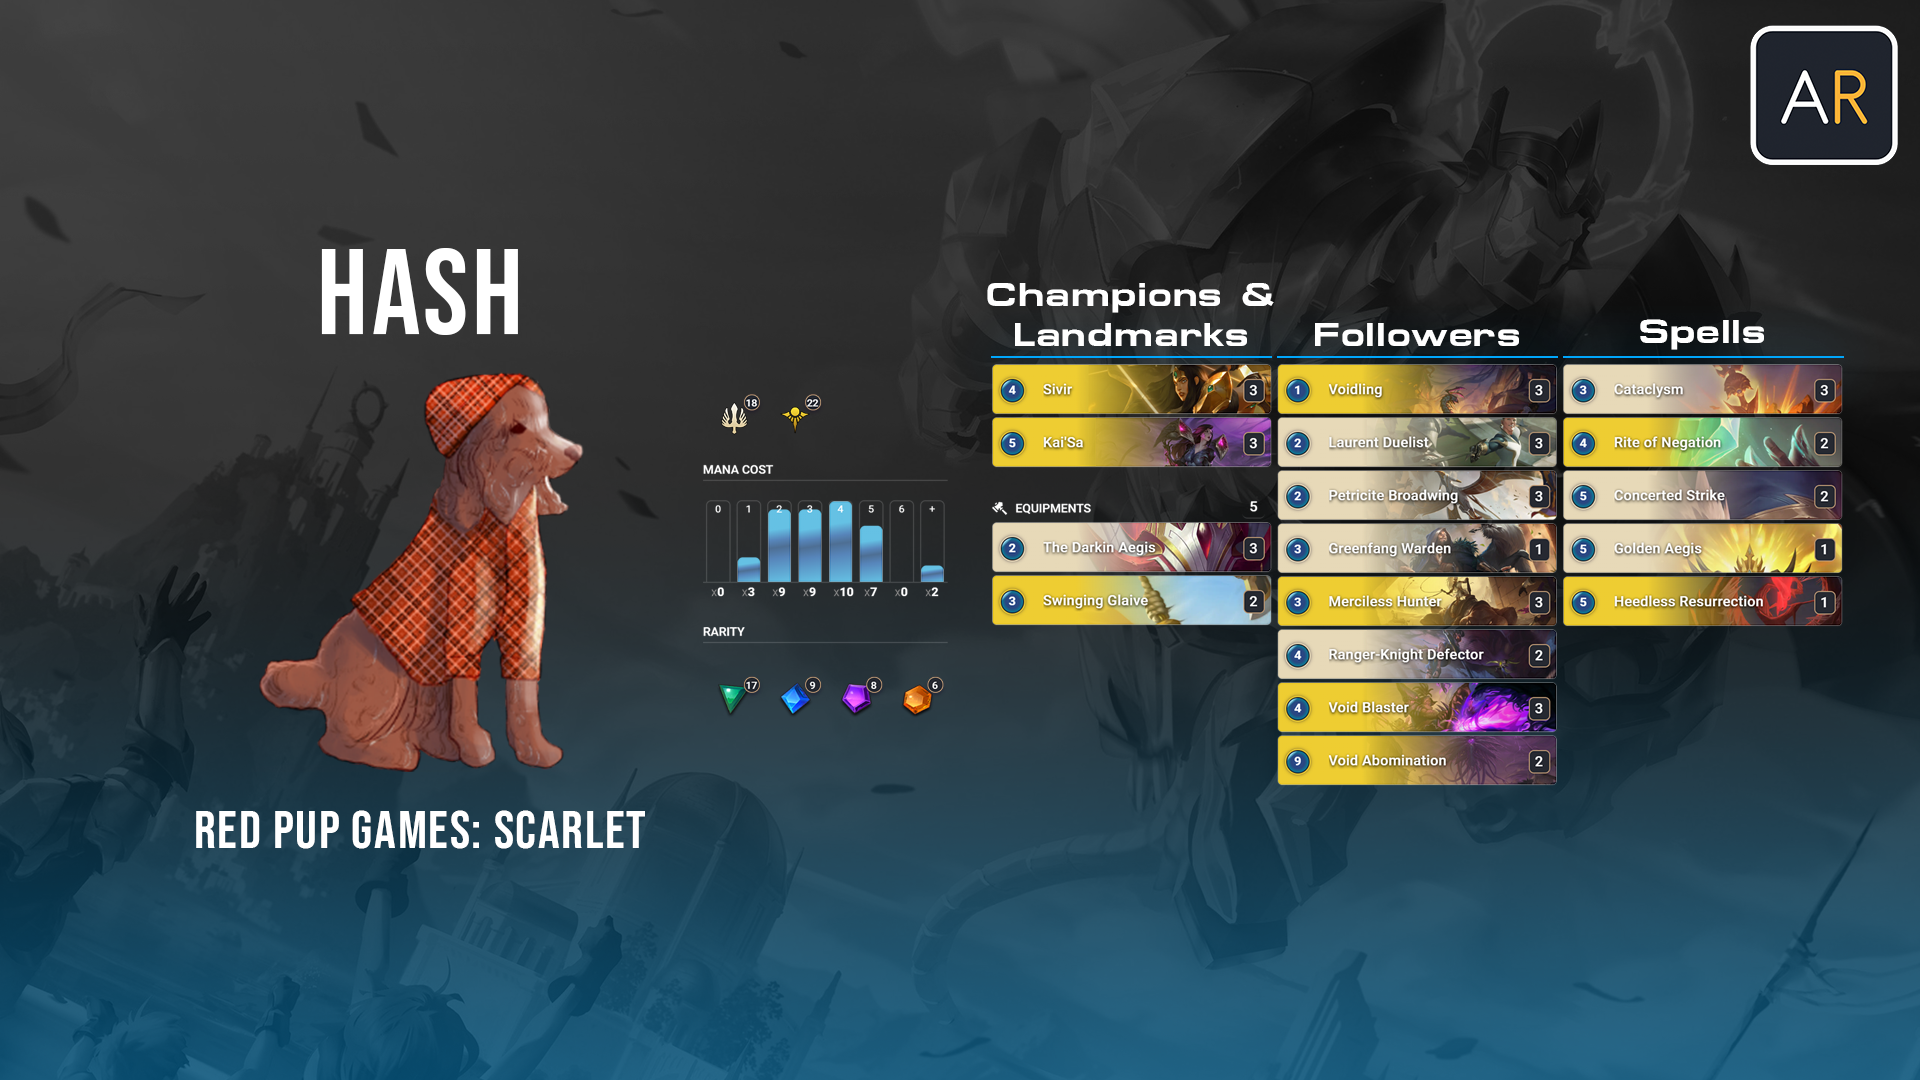 AR
HASH
RED PUP GAMES: SCARLET
18 22
MANA COST
0 1 2 3 4 5 6 +
x0 x3 x9 x9 x10 x7 x0 x2
RARITY
17 9 8 6
Champions &
Landmarks
4 Sivir 3
5 Kai'Sa 3
EQUIPMENTS 5
2 The Darkin Aegis 3
3 Swinging Glaive 2
Followers
1 Voidling 3
2 Laurent Duelist 3
2 Petricite Broadwing 3
3 Greenfang Warden 1
3 Merciless Hunter 3
4 Ranger-Knight Defector 2
4 Void Blaster 3
9 Void Abomination 2
Spells
3 Cataclysm 3
4 Rite of Negation 2
5 Concerted Strike 2
5 Golden Aegis 1
5 Heedless Resurrection 1